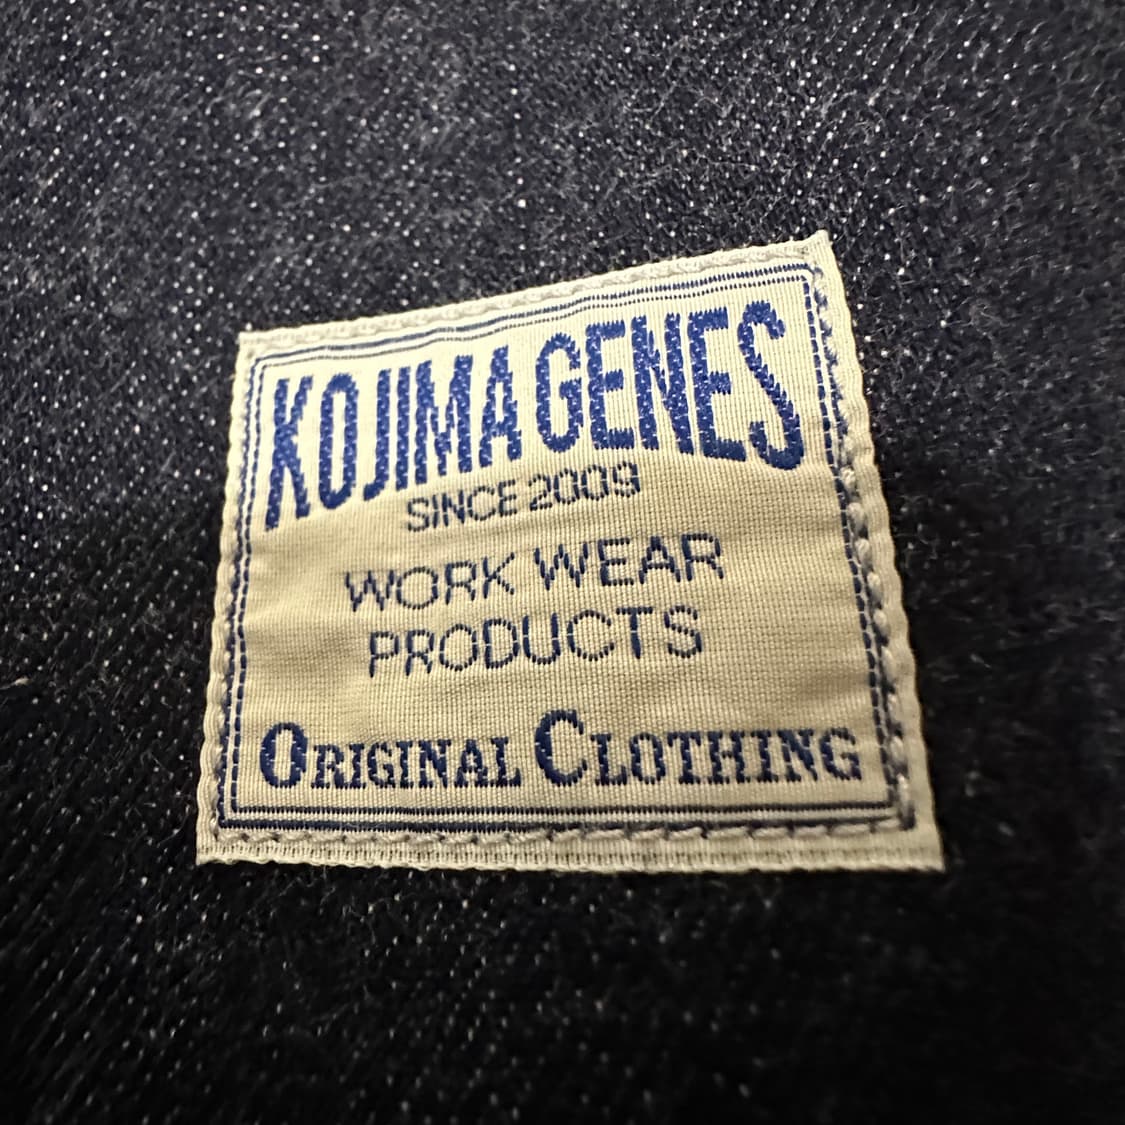 KOJIMA GENES
SINCE 2009
WORK WEAR
PRODUCTS
ORIGINAL CLOTHING